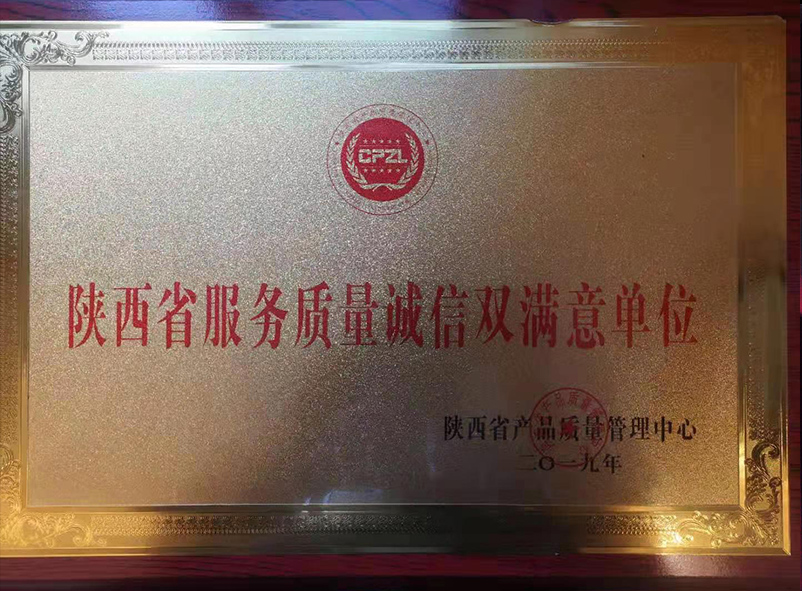 CPZL
陕西省服务质量诚信双满意单位
陕西省产品质量管理中心
二〇一九年